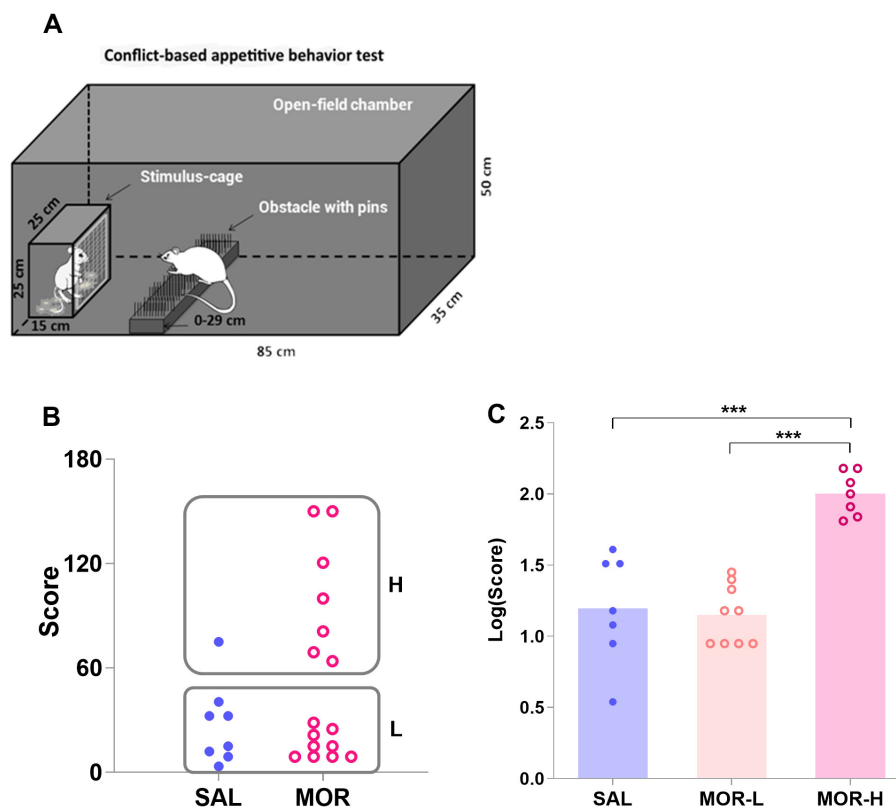 A
Conflict-based appetitive behavior test
Open-field chamber
Stimulus-cage
Obstacle with pins
25 cm
25 cm
15 cm
0-29 cm
85 cm
35 cm
50 cm
B
Score
180
120
60
0
H
L
SAL
MOR
C
Log(Score)
2.5
2.0
1.5
1.0
0.5
0.0
***
***
SAL
MOR-L
MOR-H